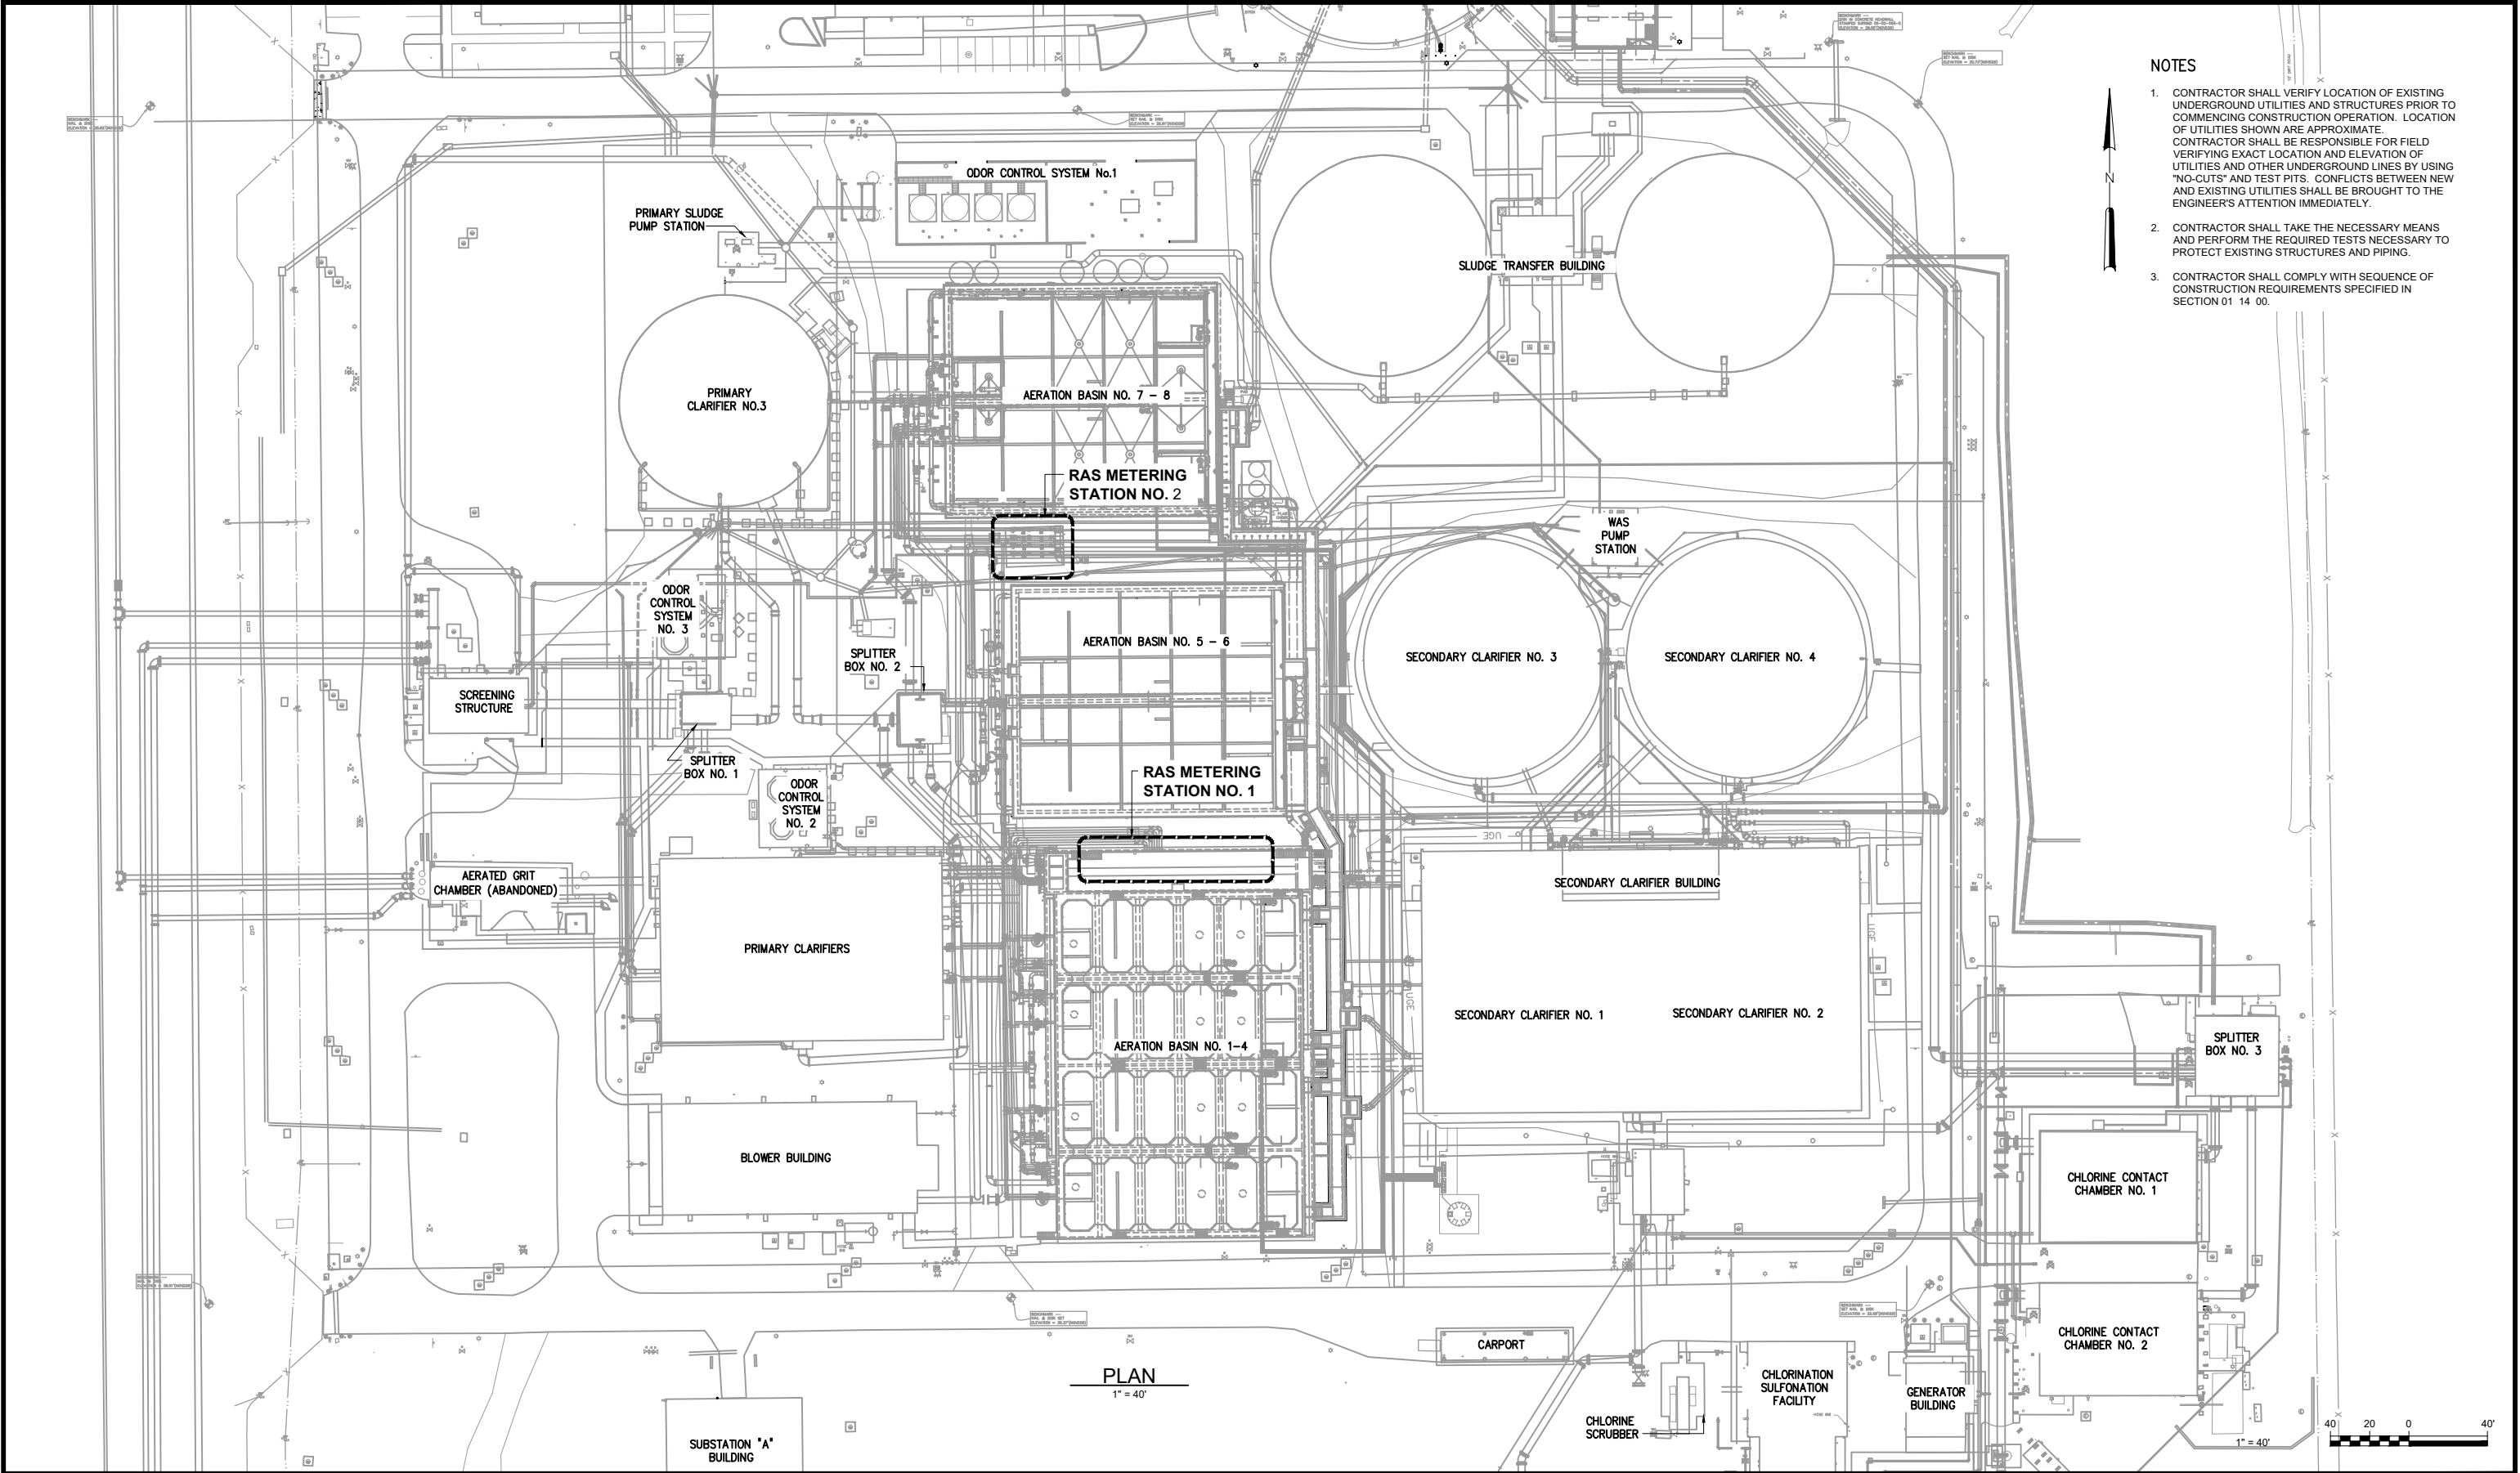 NOTES
1. CONTRACTOR SHALL VERIFY LOCATION OF EXISTING
UNDERGROUND UTILITIES AND STRUCTURES PRIOR TO
COMMENCING CONSTRUCTION OPERATION. LOCATION
OF UTILITIES SHOWN ARE APPROXIMATE.
CONTRACTOR SHALL BE RESPONSIBLE FOR FIELD
VERIFYING EXACT LOCATION AND ELEVATION OF
UTILITIES AND OTHER UNDERGROUND LINES BY USING
"NO-CUTS" AND TEST PITS. CONFLICTS BETWEEN NEW
AND EXISTING UTILITIES SHALL BE BROUGHT TO THE
ENGINEER'S ATTENTION IMMEDIATELY.
2. CONTRACTOR SHALL TAKE THE NECESSARY MEANS
AND PERFORM THE REQUIRED TESTS NECESSARY TO
PROTECT EXISTING STRUCTURES AND PIPING.
3. CONTRACTOR SHALL COMPLY WITH SEQUENCE OF
CONSTRUCTION REQUIREMENTS SPECIFIED IN
SECTION 01 14 00.
N
ODOR CONTROL SYSTEM No.1
PRIMARY SLUDGE
PUMP STATION
SLUDGE TRANSFER BUILDING
PRIMARY
CLARIFIER NO.3
AERATION BASIN NO. 7 - 8
RAS METERING
STATION NO. 2
WAS
PUMP
STATION
ODOR
CONTROL
SYSTEM
NO. 3
AERATION BASIN NO. 5 - 6
SPLITTER
BOX NO. 2
SECONDARY CLARIFIER NO. 3
SECONDARY CLARIFIER NO. 4
SCREENING
STRUCTURE
SPLITTER
BOX NO. 1
ODOR
CONTROL
SYSTEM
NO. 2
RAS METERING
STATION NO. 1
UGE
AERATED GRIT
CHAMBER (ABANDONED)
SECONDARY CLARIFIER BUILDING
UGE
PRIMARY CLARIFIERS
UGE
SECONDARY CLARIFIER NO. 1
SECONDARY CLARIFIER NO. 2
AERATION BASIN NO. 1-4
SPLITTER
BOX NO. 3
BLOWER BUILDING
CHLORINE CONTACT
CHAMBER NO. 1
CHLORINE CONTACT
CHAMBER NO. 2
CARPORT
PLAN
1" = 40'
CHLORINATION
SULFONATION
FACILITY
GENERATOR
BUILDING
CHLORINE
SCRUBBER
SUBSTATION "A"
BUILDING
40 20 0 40'
1" = 40'